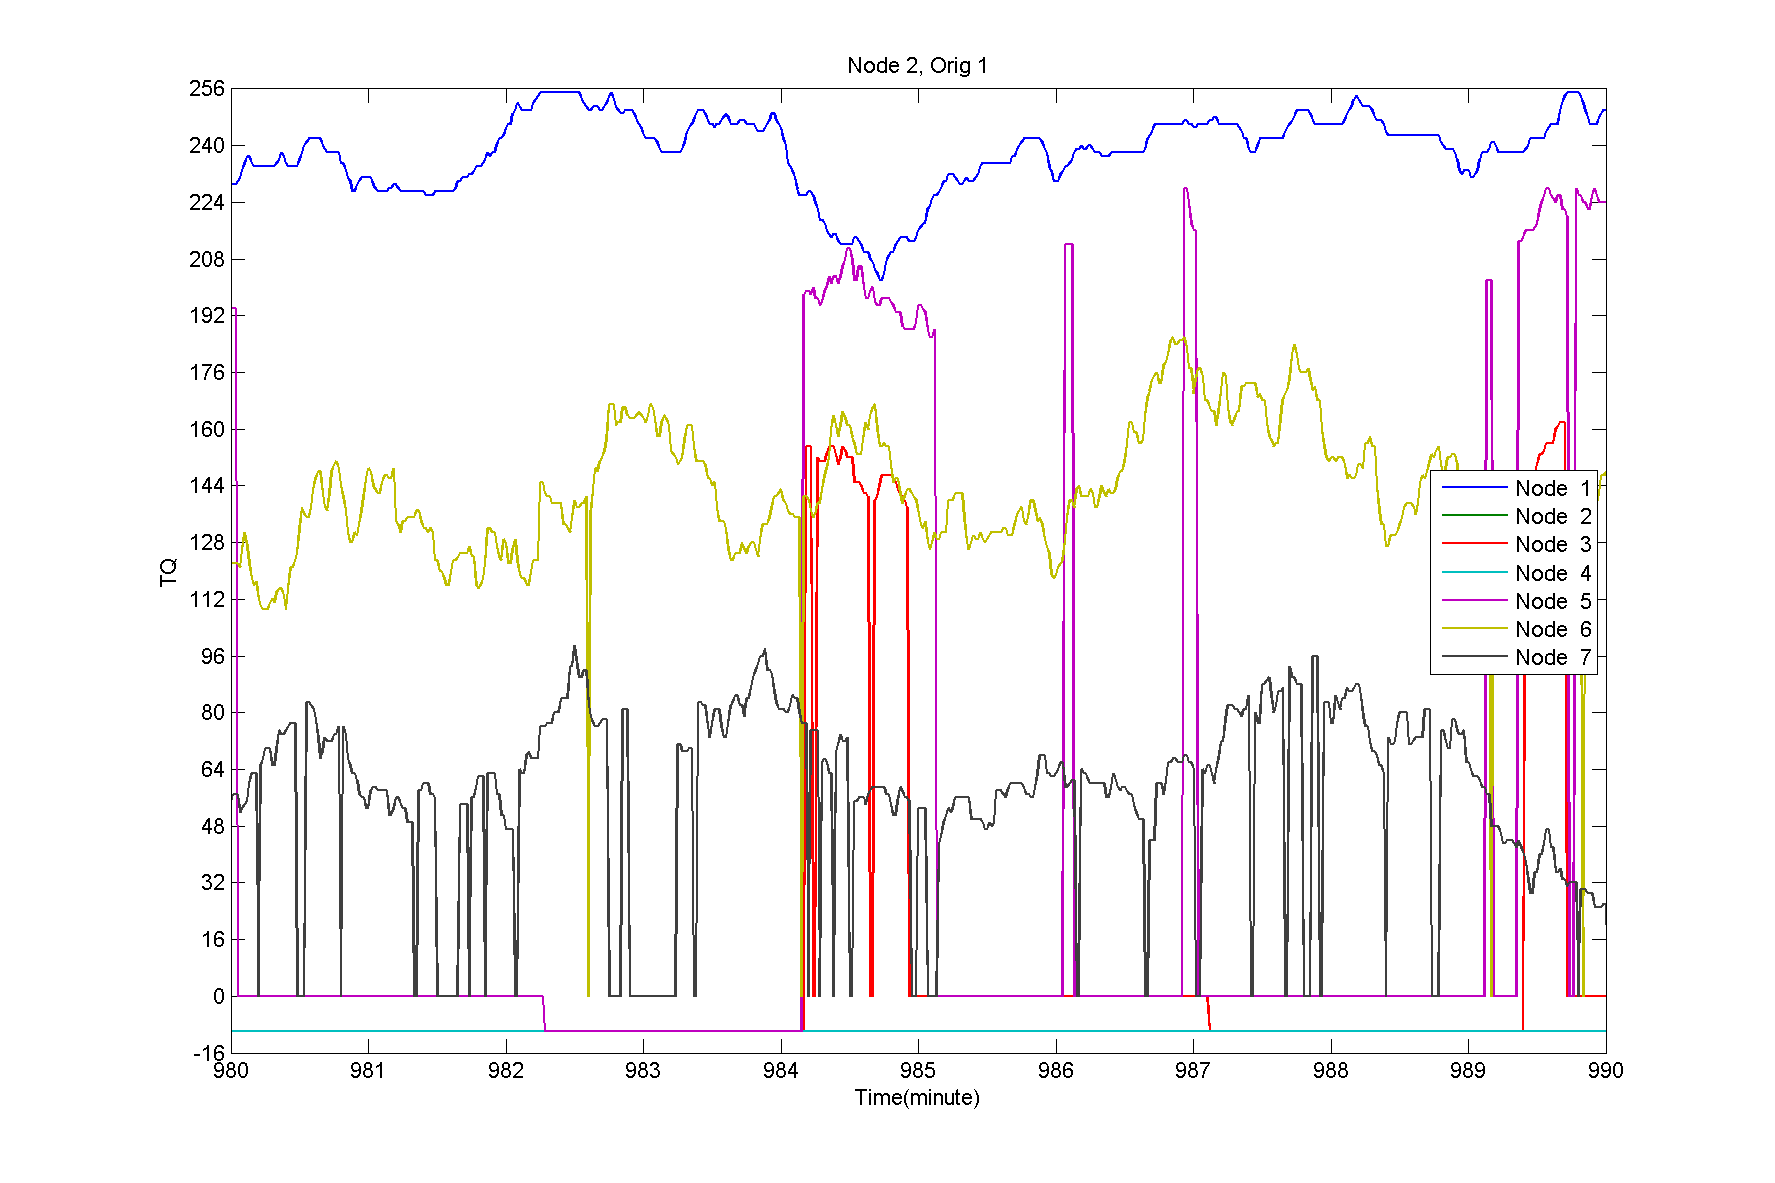 Node 2, Orig 1
256
240
224
208
192
176
160
144
128
112
96
80
64
48
32
16
0
-16
TQ
980 981 982 983 984 985 986 987 988 989 990
Time(minute)
Node 1
Node 2
Node 3
Node 4
Node 5
Node 6
Node 7